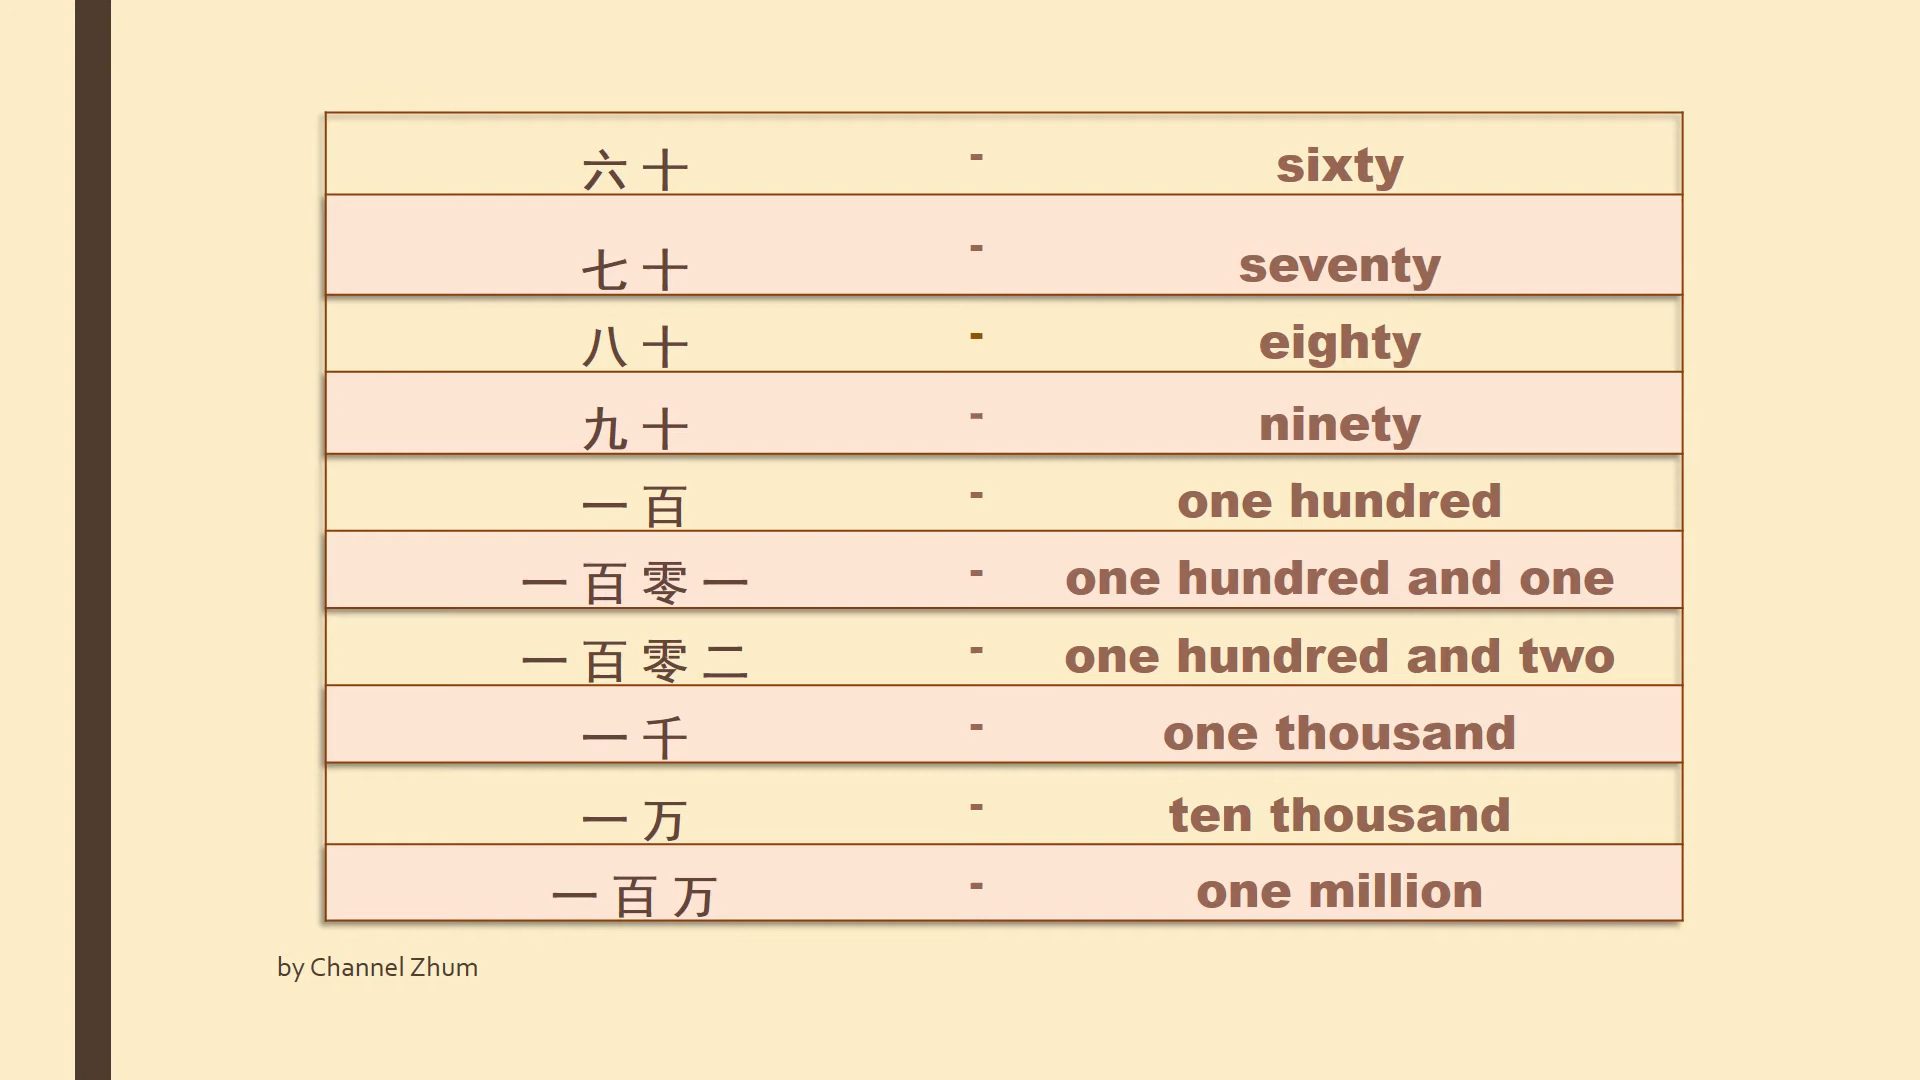 六十 - sixty
七十 - seventy
八十 - eighty
九十 - ninety
一百 - one hundred
一百零一 - one hundred and one
一百零二 - one hundred and two
一千 - one thousand
一万 - ten thousand
一百万 - one million
by Channel Zhum